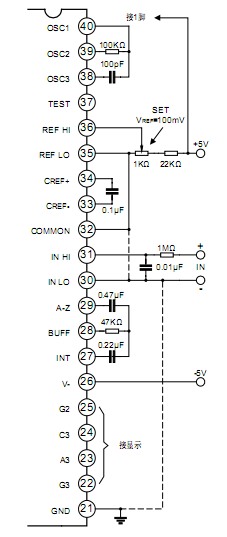 OSC1 40 接1脚
OSC2 39 100KΩ
OSC3 38 100pF
TEST 37
SET
VREF=100mV
REF HI 36
REF LO 35 1KΩ 22KΩ +5V
CREF+ 34
CREF- 33 0.1μF
COMMON 32
IN HI 31 1MΩ +
0.01μF IN
IN LO 30 -
A-Z 29 0.47μF
BUFF 28 47KΩ
INT 27 0.22μF
V- 26 -5V
G2 25
C3 24 接显示
A3 23
G3 22
GND 21